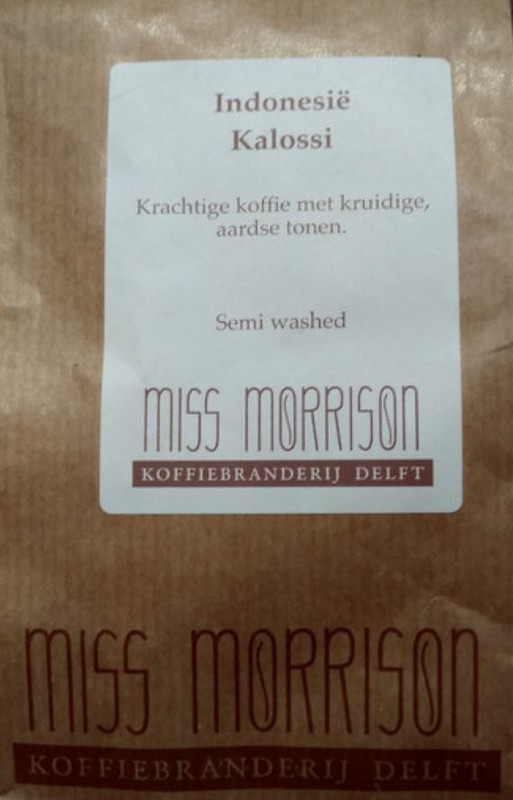 Indonesië
Kalossi
Krachtige koffie met kruidige,
aardse tonen.
Semi washed
MISS MORRISON
KOFFIEBRANDERIJ DELFT
MISS MORRISON
KOFFIEBRANDERIJ DELFT